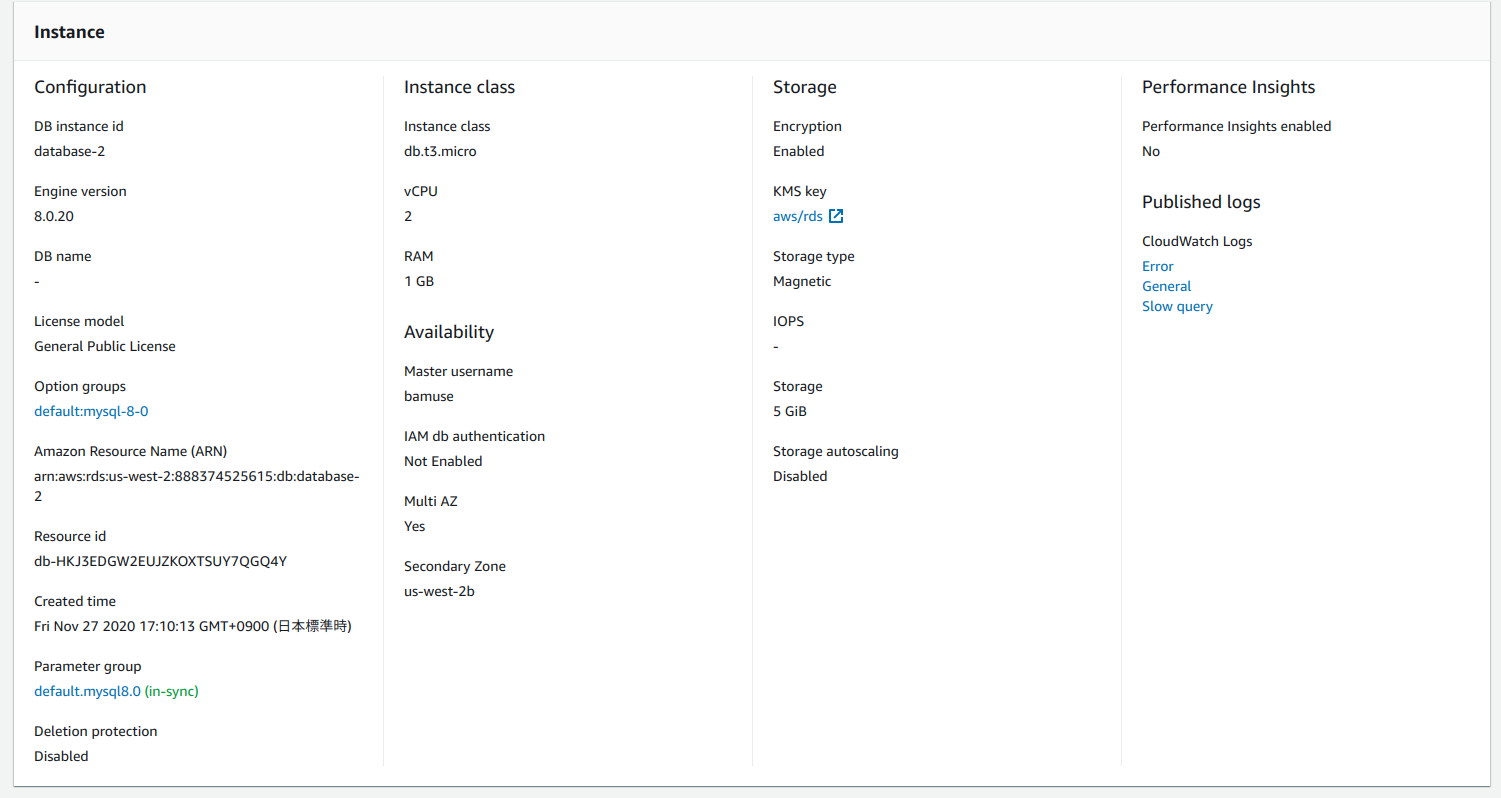 Instance
Configuration
DB instance id
database-2
Engine version
8.0.20
DB name
-
License model
General Public License
Option groups
default:mysql-8-0
Amazon Resource Name (ARN)
arn:aws:rds:us-west-2:888374525615:db:database-
2
Resource id
db-HKJ3EDGW2EUJZKOXTSUY7QGQ4Y
Created time
Fri Nov 27 2020 17:10:13 GMT+0900 (日本標準時)
Parameter group
default.mysql8.0 (in-sync)
Deletion protection
Disabled
Instance class
Instance class
db.t3.micro
vCPU
2
RAM
1 GB
Availability
Master username
bamuse
IAM db authentication
Not Enabled
Multi AZ
Yes
Secondary Zone
us-west-2b
Storage
Encryption
Enabled
KMS key
aws/rds
Storage type
Magnetic
IOPS
-
Storage
5 GiB
Storage autoscaling
Disabled
Performance Insights
Performance Insights enabled
No
Published logs
CloudWatch Logs
Error
General
Slow query